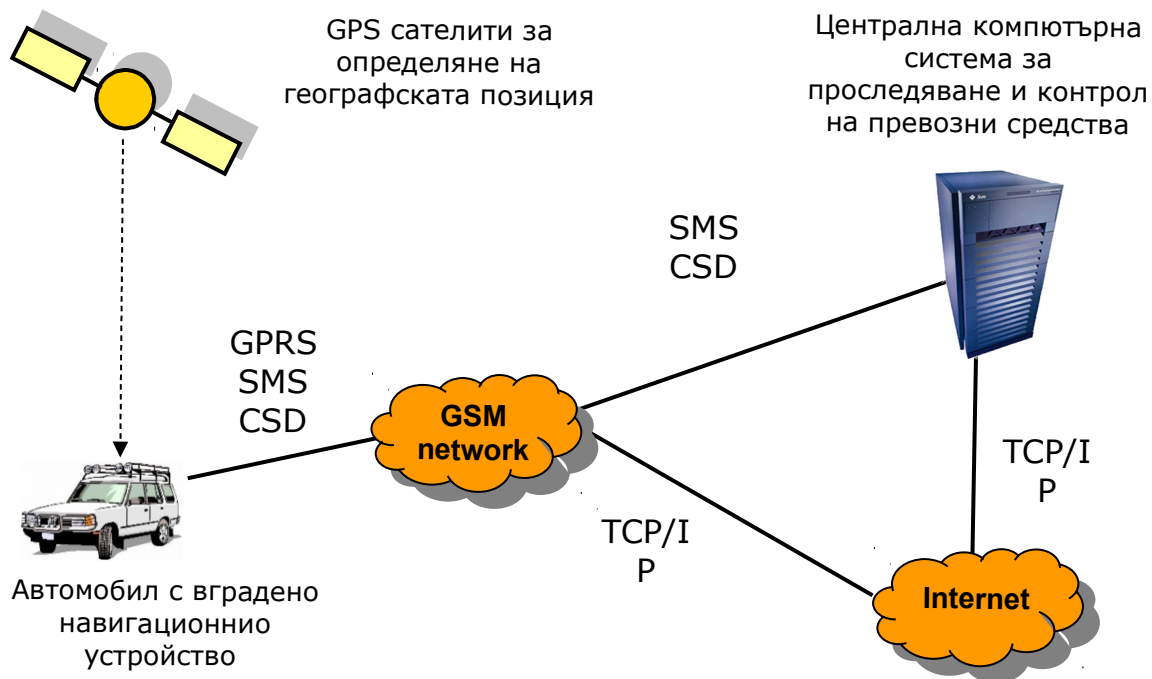 GPS сателити за
определяне на
географската позиция
Централна компютърна
система за
проследяване и контрол
на превозни средства
SMS
CSD
GPRS
SMS
CSD
GSM
network
TCP/I
P
TCP/I
P
Internet
Автомобил с вградено
навигационнио
устройство